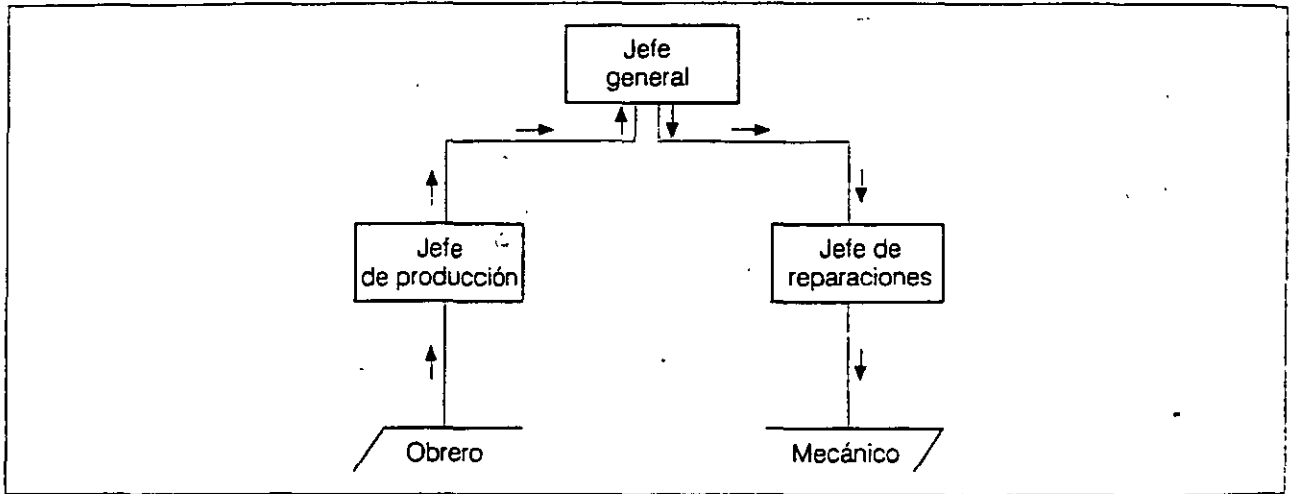 Jefe
general
Jefe
de producción
Jefe de
reparaciones
Obrero
Mecánico